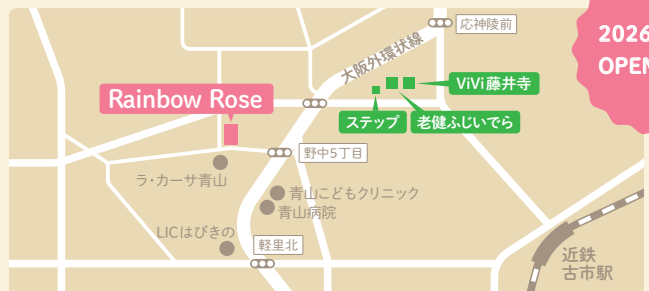 応神陵前
2026
OPEN
大阪外環状線
ViVi藤井寺
Rainbow Rose
ステップ
老健ふじいでら
野中5丁目
ラ・カーサ青山
青山こどもクリニック
青山病院
LICはびきの
軽里北
近鉄
古市駅